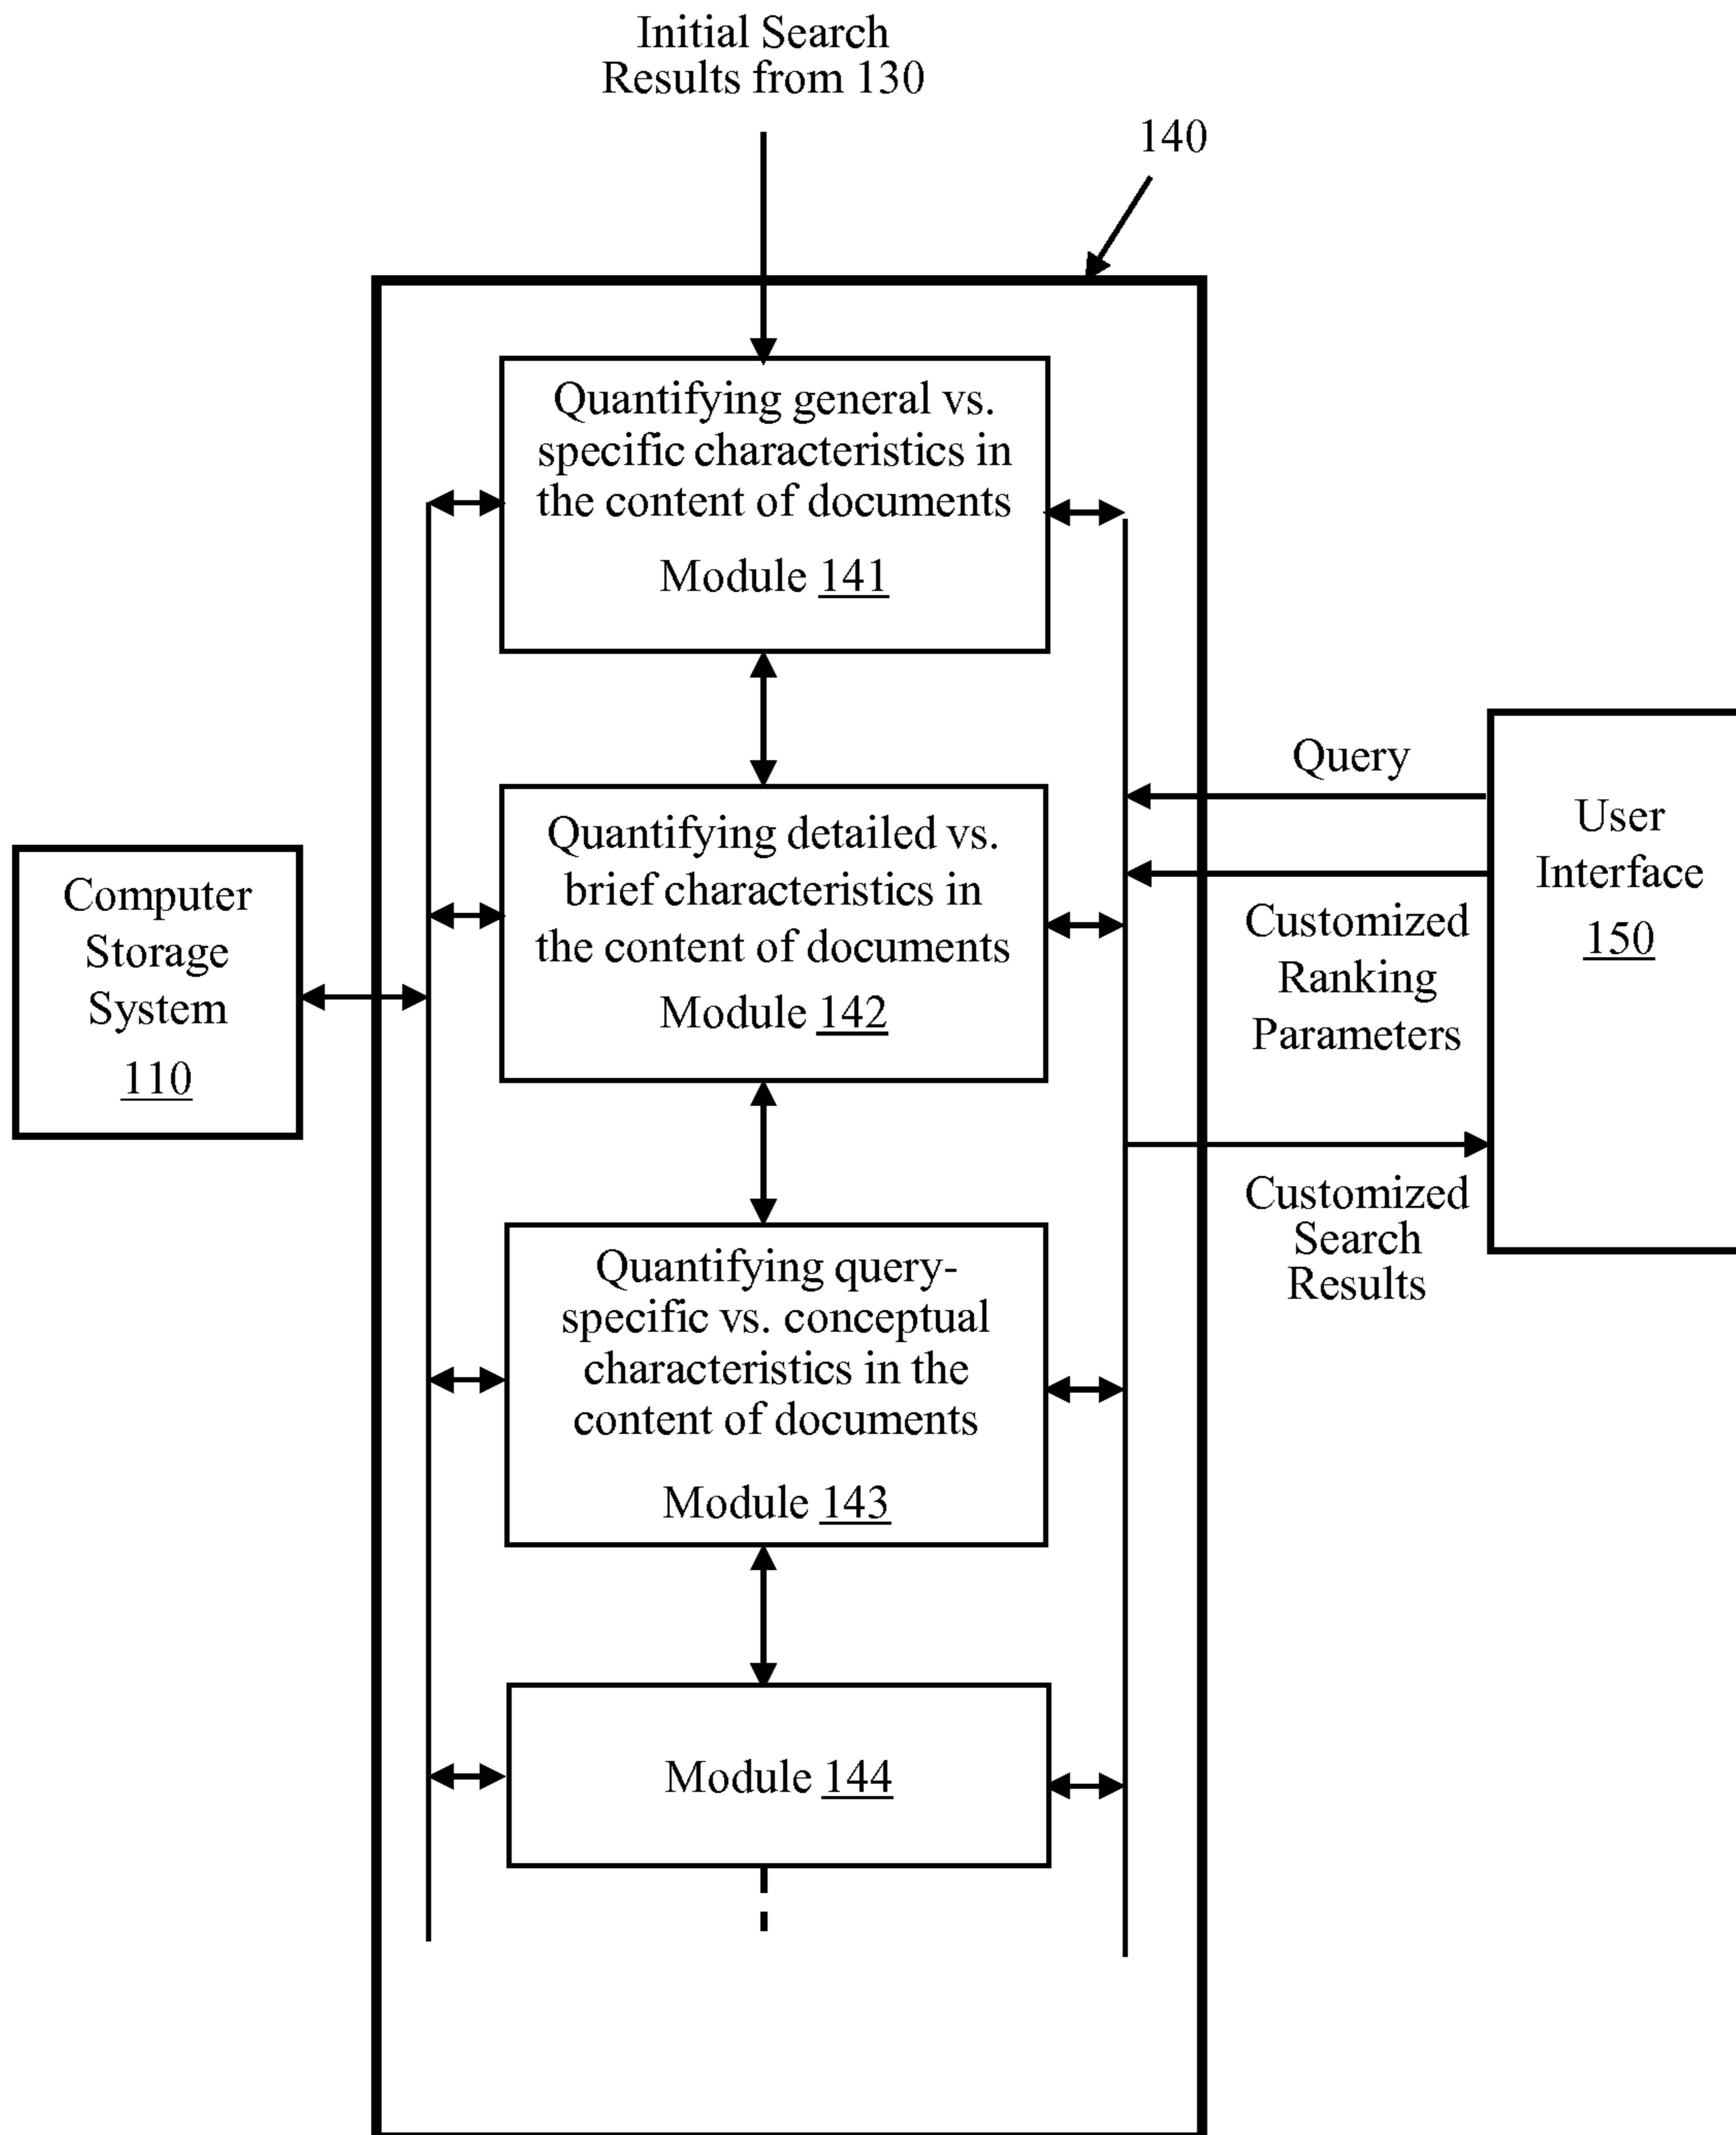 Initial Search
Results from 130
140
Quantifying general vs.
specific characteristics in
the content of documents
Module 141
Quantifying detailed vs.
brief characteristics in
the content of documents
Module 142
Quantifying query-
specific vs. conceptual
characteristics in the
content of documents
Module 143
Module 144
Computer
Storage
System
110
Query
Customized
Ranking
Parameters
Customized
Search
Results
User
Interface
150